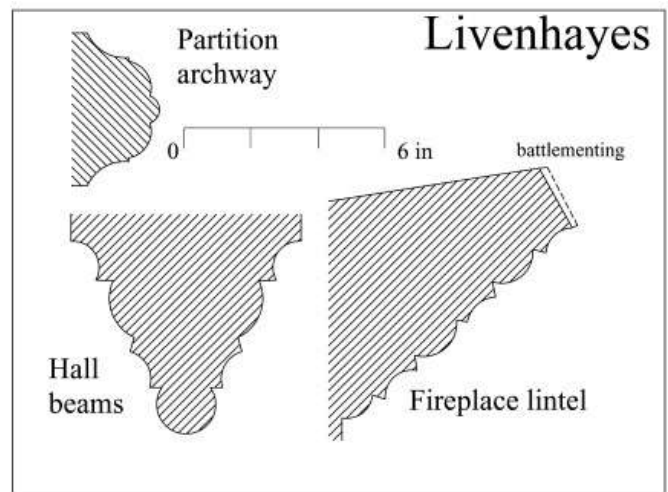 Livenhayes
Partition
archway
0
6 in
battlementing
Hall
beams
Fireplace lintel